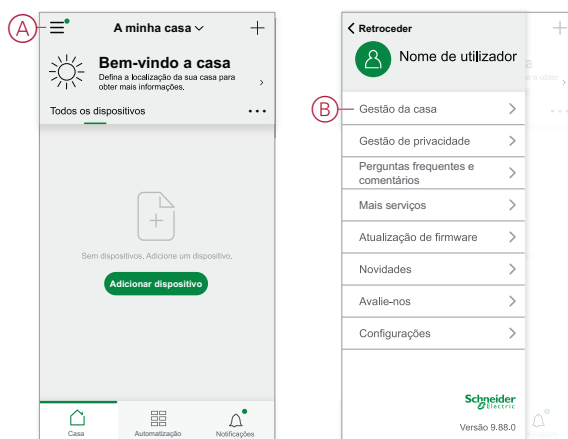 A
A minha casa
Bem-vindo a casa
Defina a localização da sua casa para
obter mais informações.
Todos os dispositivos
Sem dispositivos. Adicione um dispositivo.
Adicionar dispositivo
Casa
Automatização
Notificações
Retroceder
Nome de utilizador
B
Gestão da casa
Gestão de privacidade
Perguntas frequentes e
comentários
Mais serviços
Atualização de firmware
Novidades
Avalie-nos
Configurações
Schneider
Electric
Versão 9.88.0